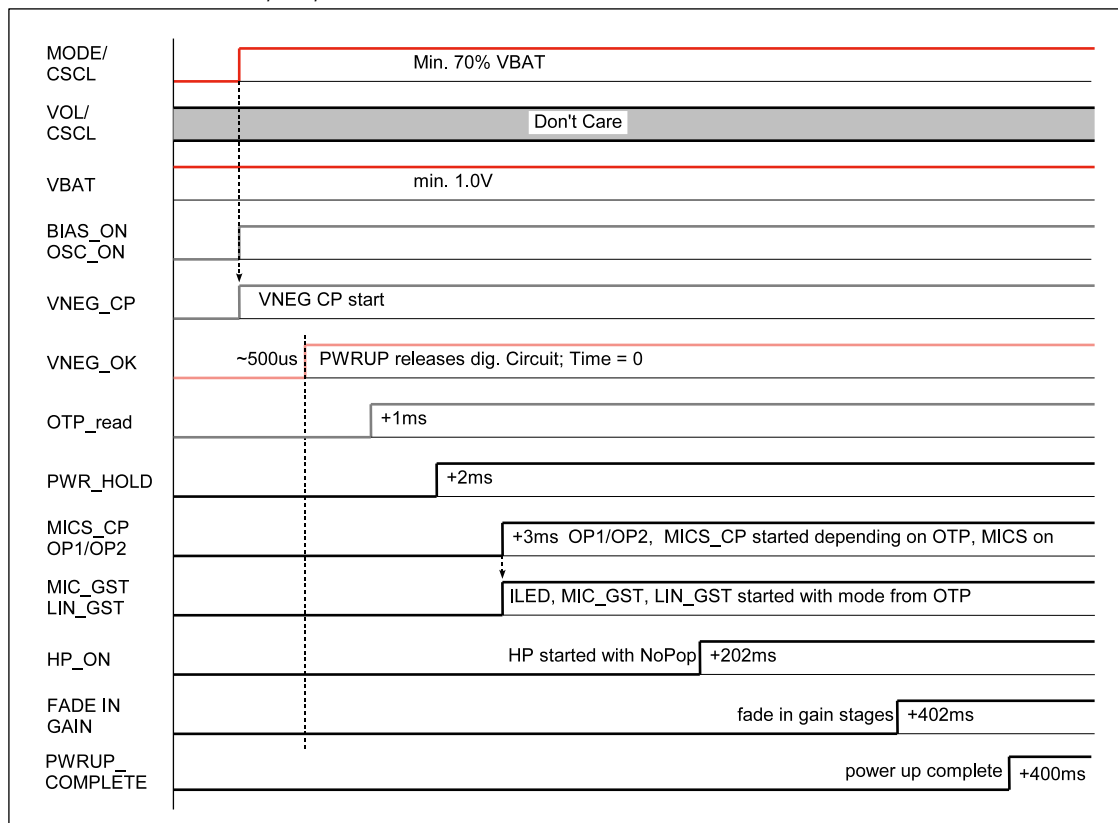 MODE/
CSCL
Min. 70% VBAT
VOL/
CSCL
Don't Care
VBAT
min. 1.0V
BIAS_ON
OSC_ON
VNEG_CP
VNEG CP start
VNEG_OK
~500us
PWRUP releases dig. Circuit; Time = 0
OTP_read
+1ms
PWR_HOLD
+2ms
MICS_CP
OP1/OP2
+3ms OP1/OP2, MICS_CP started depending on OTP, MICS on
MIC_GST
LIN_GST
ILED, MIC_GST, LIN_GST started with mode from OTP
HP_ON
HP started with NoPop
+202ms
FADE IN
GAIN
fade in gain stages
+402ms
PWRUP_
COMPLETE
power up complete
+400ms